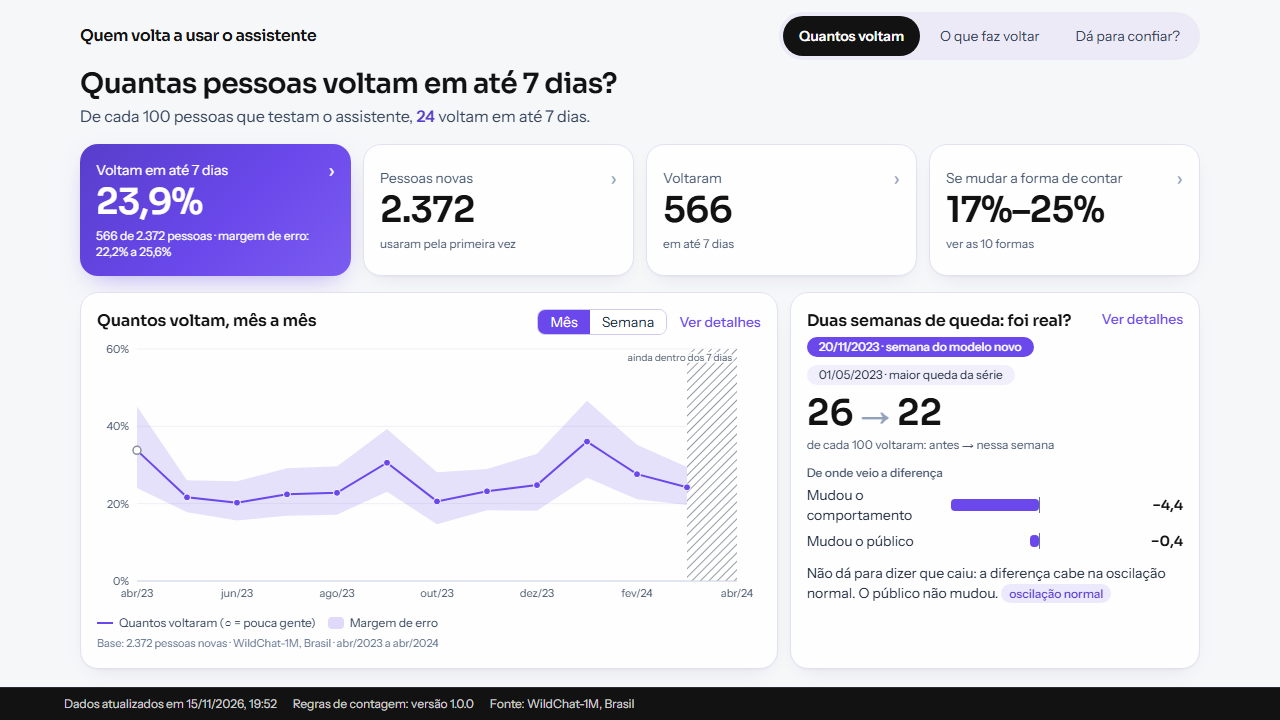 Quem volta a usar o assistente
Quantos voltam
O que faz voltar
Dá para confiar?
Quantas pessoas voltam em até 7 dias?
De cada 100 pessoas que testam o assistente, 24 voltam em até 7 dias.
Voltam em até 7 dias ›
23,9%
566 de 2.372 pessoas · margem de erro:
22,2% a 25,6%
Pessoas novas ›
2.372
usaram pela primeira vez
Voltaram ›
566
em até 7 dias
Se mudar a forma de contar ›
17%–25%
ver as 10 formas
Quantos voltam, mês a mês
Mês
Semana
Ver detalhes
60%
ainda dentro dos 7 dias
40%
20%
0%
abr/23
jun/23
ago/23
out/23
dez/23
fev/24
abr/24
Quantos voltaram (○ = pouca gente)
Margem de erro
Base: 2.372 pessoas novas · WildChat-1M, Brasil · abr/2023 a abr/2024
Duas semanas de queda: foi real?
Ver detalhes
20/11/2023 · semana do modelo novo
01/05/2023 · maior queda da série
26 → 22
de cada 100 voltaram: antes → nessa semana
De onde veio a diferença
Mudou o
comportamento
−4,4
Mudou o público
−0,4
Não dá para dizer que caiu: a diferença cabe na oscilação
normal. O público não mudou. oscilação normal
Dados atualizados em 15/11/2026, 19:52
Regras de contagem: versão 1.0.0
Fonte: WildChat-1M, Brasil